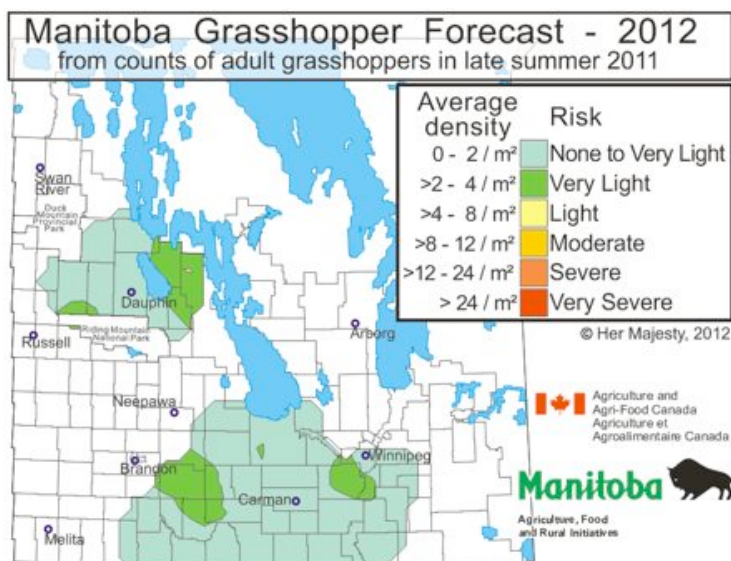 Manitoba Grasshopper Forecast - 2012
from counts of adult grasshoppers in late summer 2011
Average
density
Risk
0 - 2 / m² None to Very Light
>2 - 4 / m² Very Light
>4 - 8 / m² Light
>8 - 12 / m² Moderate
>12 - 24 / m² Severe
> 24 / m² Very Severe
© Her Majesty, 2012
Swan
River
Duck
Mountain
Provincial
Park
Dauphin
Riding Mountain
National Park
Russell
Arborg
Neepawa
Brandon
Winnipeg
Carman
Melita
Agriculture and
Agri-Food Canada
Agriculture et
Agroalimentaire Canada
Manitoba
Agriculture, Food
and Rural Initiatives